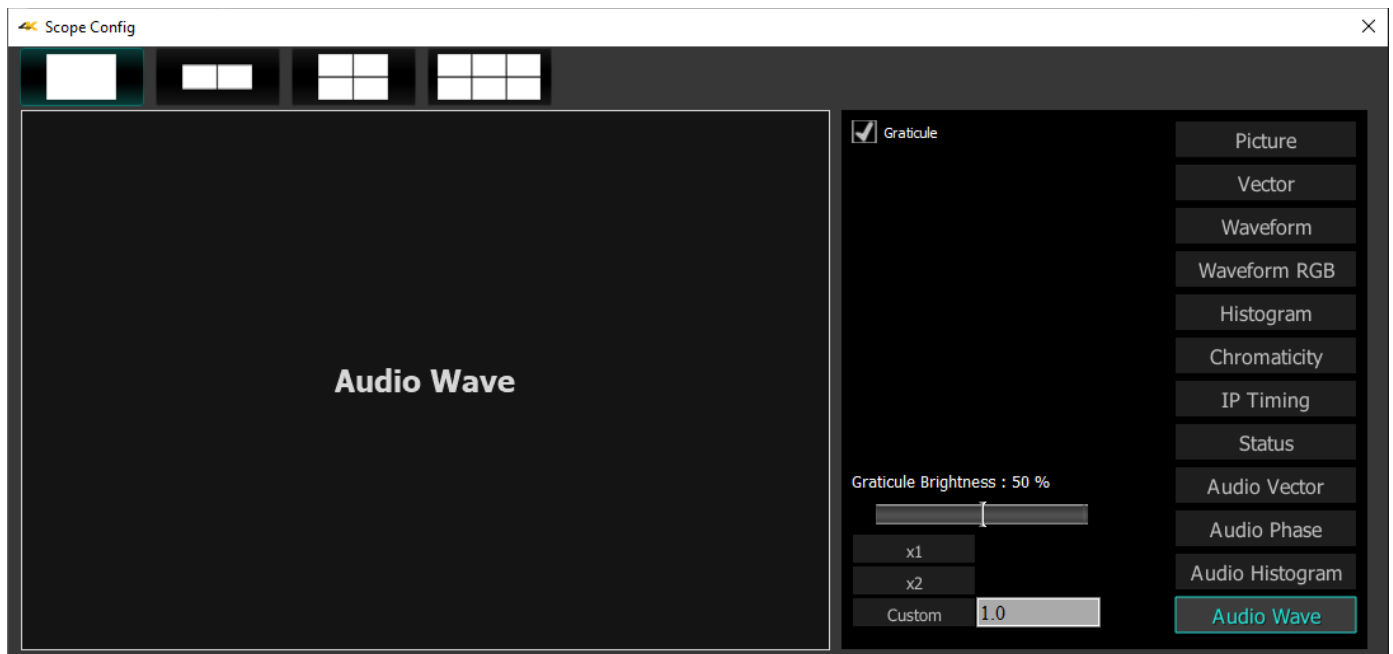 Scope Config
Audio Wave
Graticule
Graticule Brightness : 50 %
x1
x2
Custom 1.0
Picture
Vector
Waveform
Waveform RGB
Histogram
Chromaticity
IP Timing
Status
Audio Vector
Audio Phase
Audio Histogram
Audio Wave